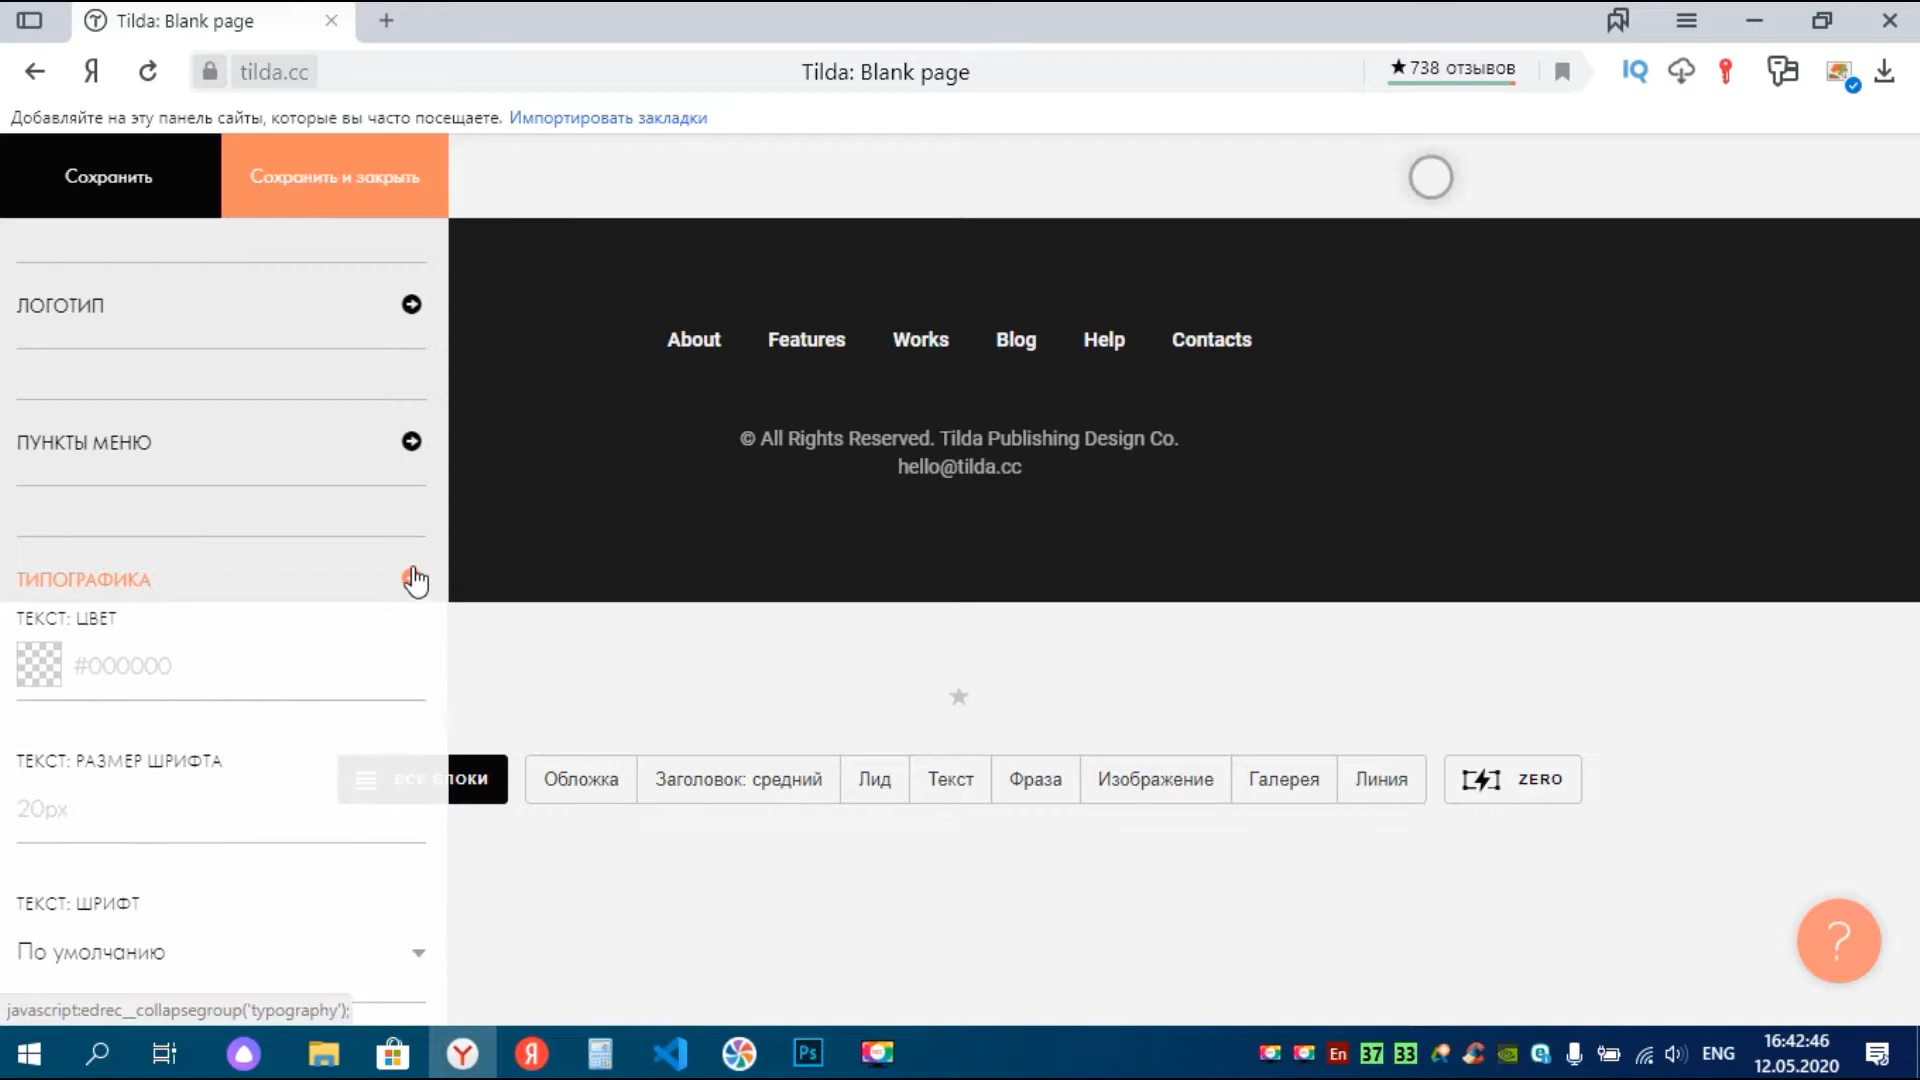 Tilda: Blank page
tilda.cc
Tilda: Blank page
★738 отзывов
Добавляйте на эту панель сайты, которые вы часто посещаете. Импортировать закладки
Сохранить
Сохранить и закрыть
ЛОГОТИП
ПУНКТЫ МЕНЮ
ТИПОГРАФИКА
ТЕКСТ: ЦВЕТ
#000000
ТЕКСТ: РАЗМЕР ШРИФТА
20px
ТЕКСТ: ШРИФТ
По умолчанию
javascript:edrec__collapsegroup('typography');
About Features Works Blog Help Contacts
© All Rights Reserved. Tilda Publishing Design Co.
hello@tilda.cc
ВСЕ БЛОКИ Обложка Заголовок: средний Лид Текст Фраза Изображение Галерея Линия ZERO
?
Ps
En 37 33 ENG
16:42:46
12.05.2020